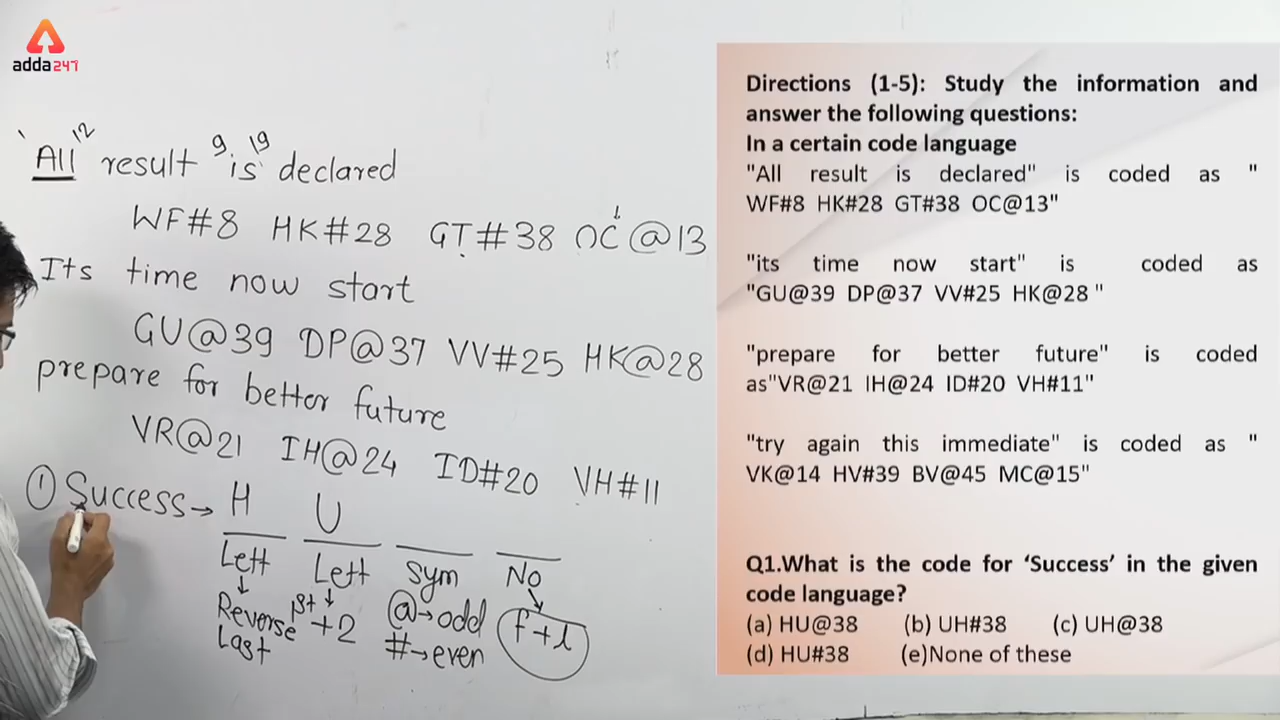 adda247
1 12 9 19
All result is declared
WF#8 HK#28 GT#38 OC@13
Its time now start
GU@39 DP@37 VV#25 HK@28
prepare for better future
VR@21 IH@24 ID#20 VH#11
① Success → H U
Left Left Sym No
Reverse Last 1st +2 @→odd #→even f+l
Directions (1-5): Study the information and
answer the following questions:
In a certain code language
"All result is declared" is coded as "
WF#8 HK#28 GT#38 OC@13"
"its time now start" is coded as
"GU@39 DP@37 VV#25 HK@28 "
"prepare for better future" is coded
as"VR@21 IH@24 ID#20 VH#11"
"try again this immediate" is coded as "
VK@14 HV#39 BV@45 MC@15"
Q1.What is the code for ‘Success’ in the given
code language?
(a) HU@38 (b) UH#38 (c) UH@38
(d) HU#38 (e)None of these